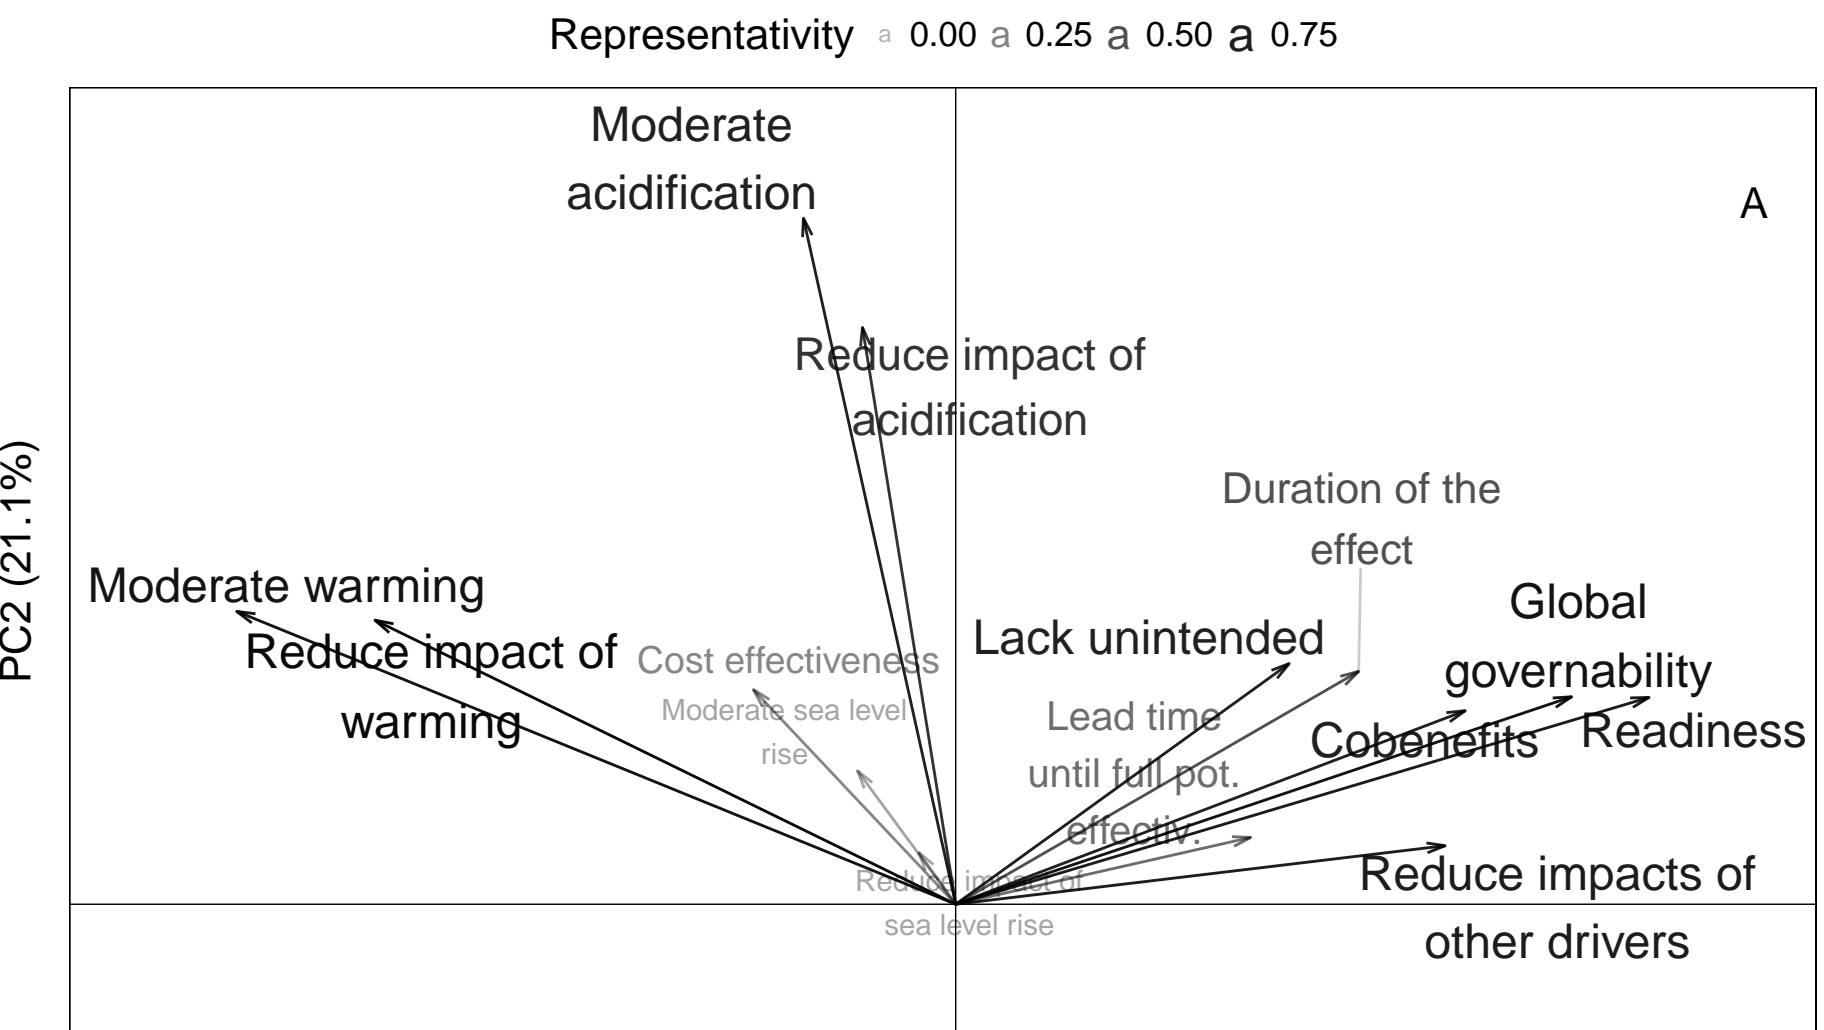 Representativity a 0.00 a 0.25 a 0.50 a 0.75
Moderate
acidification
A
Reduce impact of
acidification
Duration of the
effect
PC2 (21.1%)
Moderate warming
Reduce impact of
warming
Cost effectiveness
Moderate sea level
rise
Lack unintended
Global
governability
Lead time
until full pot.
effectiv.
Cobenefits
Readiness
Reduce impact of
sea level rise
Reduce impacts of
other drivers